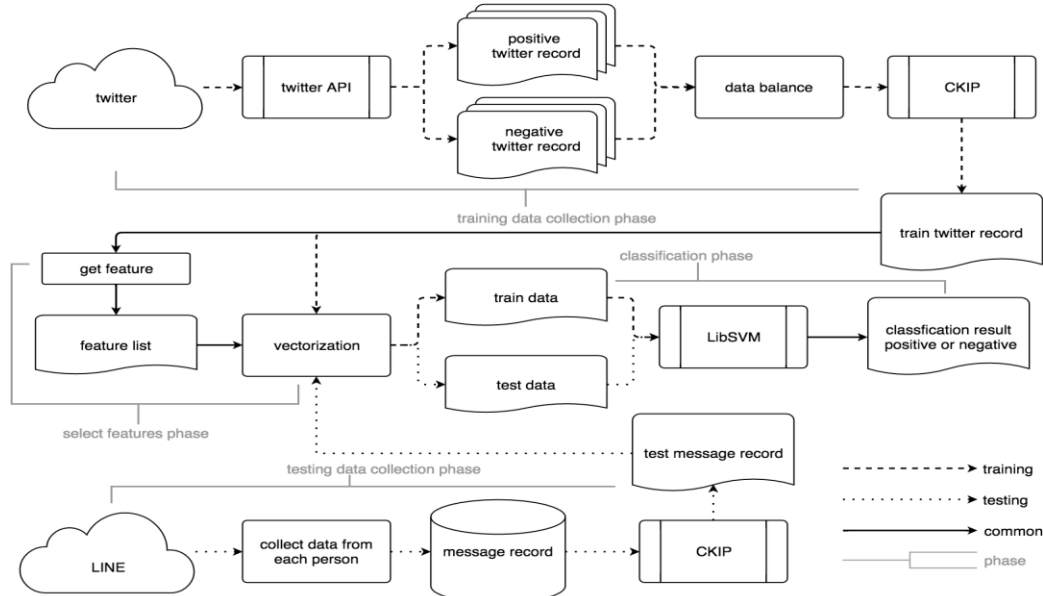 twitter
twitter API
positive
twitter record
negative
twitter record
data balance
CKIP
training data collection phase
train twitter record
get feature
classification phase
feature list
vectorization
train data
test data
LibSVM
classfication result
positive or negative
select features phase
test message record
testing data collection phase
LINE
collect data from
each person
message record
CKIP
training
testing
common
phase